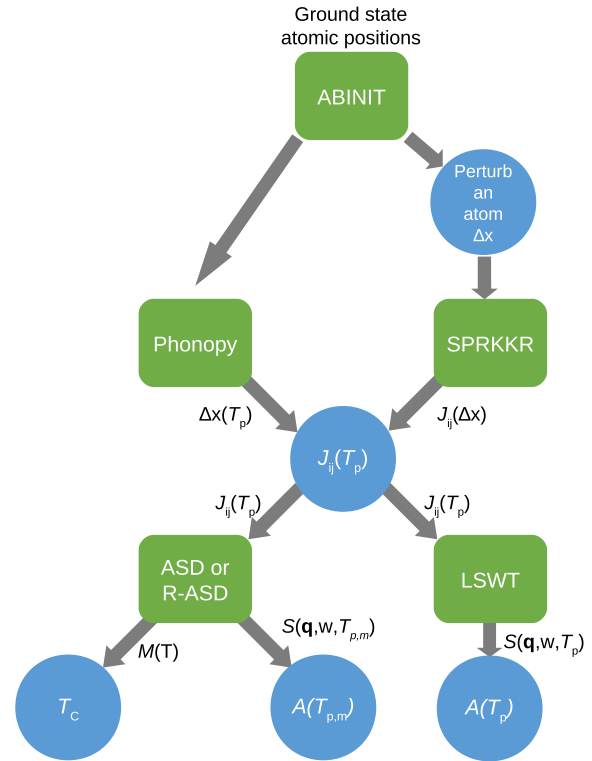 Ground state
atomic positions
ABINIT
Perturb
an
atom
Δx
Phonopy
SPRKKR
Δx(Tp)
Jij(Δx)
Jij(Tp)
Jij(Tp)
Jij(Tp)
ASD or
R-ASD
LSWT
S(q,w,Tp,m)
S(q,w,Tp)
M(T)
TC
A(Tp,m)
A(Tp)